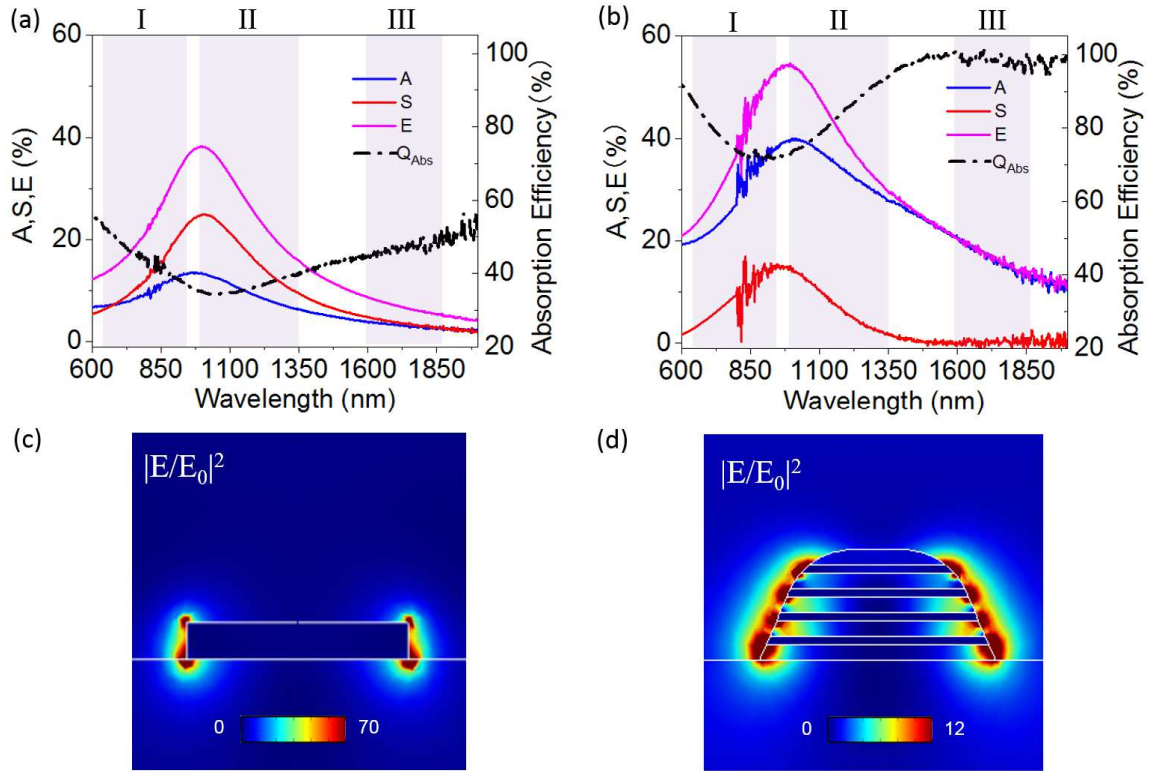 (a)
I II III
60
40
20
0
A,S,E (%)
100
80
60
40
20
Absorption Efficiency (%)
A
S
E
Q_Abs
600 850 1100 1350 1600 1850
Wavelength (nm)
(b)
I II III
60
40
20
0
A,S,E (%)
100
80
60
40
20
Absorption Efficiency (%)
A
S
E
Q_Abs
600 850 1100 1350 1600 1850
Wavelength (nm)
(c)
|E/E₀|²
0 70
(d)
|E/E₀|²
0 12